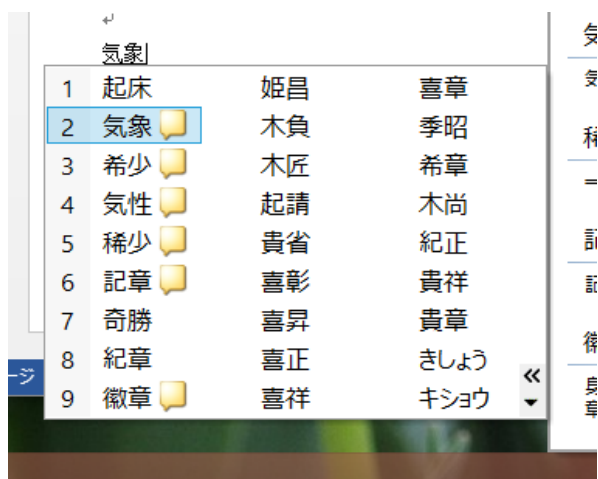 気象
1 起床 姫昌 喜章
2 気象 木負 季昭
3 希少 木匠 希章
4 気性 起請 木尚
5 稀少 貴省 紀正
6 記章 喜彰 貴祥
7 奇勝 喜昇 貴章
8 紀章 喜正 きしょう
9 徽章 喜祥 キショウ
ージ